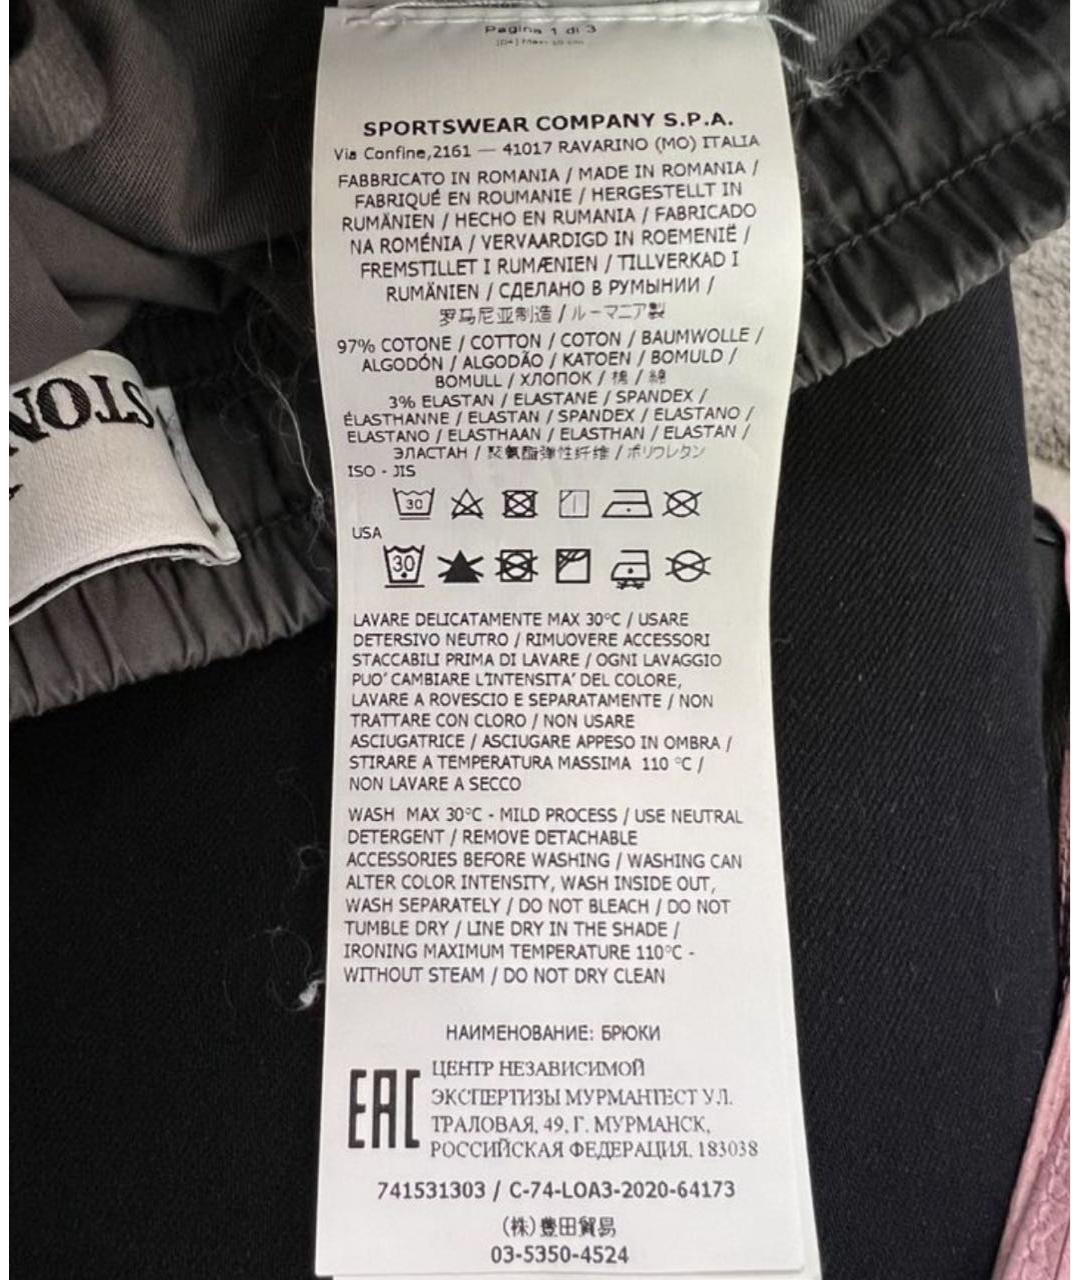 Pagina 1 di 3
SPORTSWEAR COMPANY S.P.A.
Via Confine,2161 — 41017 RAVARINO (MO) ITALIA
FABBRICATO IN ROMANIA / MADE IN ROMANIA /
FABRIQUÉ EN ROUMANIE / HERGESTELLT IN
RUMÄNIEN / HECHO EN RUMANIA / FABRICADO
NA ROMÉNIA / VERVAARDIGD IN ROEMENIË /
FREMSTILLET I RUMÆNIEN / TILLVERKAD I
RUMÄNIEN / СДЕЛАНО В РУМЫНИИ /
罗马尼亚制造 / ルーマニア製
97% COTONE / COTTON / COTON / BAUMWOLLE /
ALGODÓN / ALGODÃO / KATOEN / BOMULD /
BOMULL / ХЛОПОК / 棉 / 綿
3% ELASTAN / ELASTANE / SPANDEX /
ÉLASTHANNE / ELASTAN / SPANDEX / ELASTANO /
ELASTANO / ELASTHAAN / ELASTHAN / ELASTAN /
ЭЛАСТАН / 聚氨酯弹性纤维 / ポリウレタン
ISO - JIS
30
USA
30
STON
LAVARE DELICATAMENTE MAX 30°C / USARE
DETERSIVO NEUTRO / RIMUOVERE ACCESSORI
STACCABILI PRIMA DI LAVARE / OGNI LAVAGGIO
PUO' CAMBIARE L'INTENSITA' DEL COLORE,
LAVARE A ROVESCIO E SEPARATAMENTE / NON
TRATTARE CON CLORO / NON USARE
ASCIUGATRICE / ASCIUGARE APPESO IN OMBRA /
STIRARE A TEMPERATURA MASSIMA 110 °C /
NON LAVARE A SECCO
WASH MAX 30°C - MILD PROCESS / USE NEUTRAL
DETERGENT / REMOVE DETACHABLE
ACCESSORIES BEFORE WASHING / WASHING CAN
ALTER COLOR INTENSITY, WASH INSIDE OUT,
WASH SEPARATELY / DO NOT BLEACH / DO NOT
TUMBLE DRY / LINE DRY IN THE SHADE /
IRONING MAXIMUM TEMPERATURE 110°C -
WITHOUT STEAM / DO NOT DRY CLEAN
НАИМЕНОВАНИЕ: БРЮКИ
EAC
ЦЕНТР НЕЗАВИСИМОЙ
ЭКСПЕРТИЗЫ МУРМАНТЕСТ УЛ.
ТРАЛОВАЯ, 49, Г. МУРМАНСК,
РОССИЙСКАЯ ФЕДЕРАЦИЯ, 183038
741531303 / C-74-LOA3-2020-64173
(株)豊田貿易
03-5350-4524